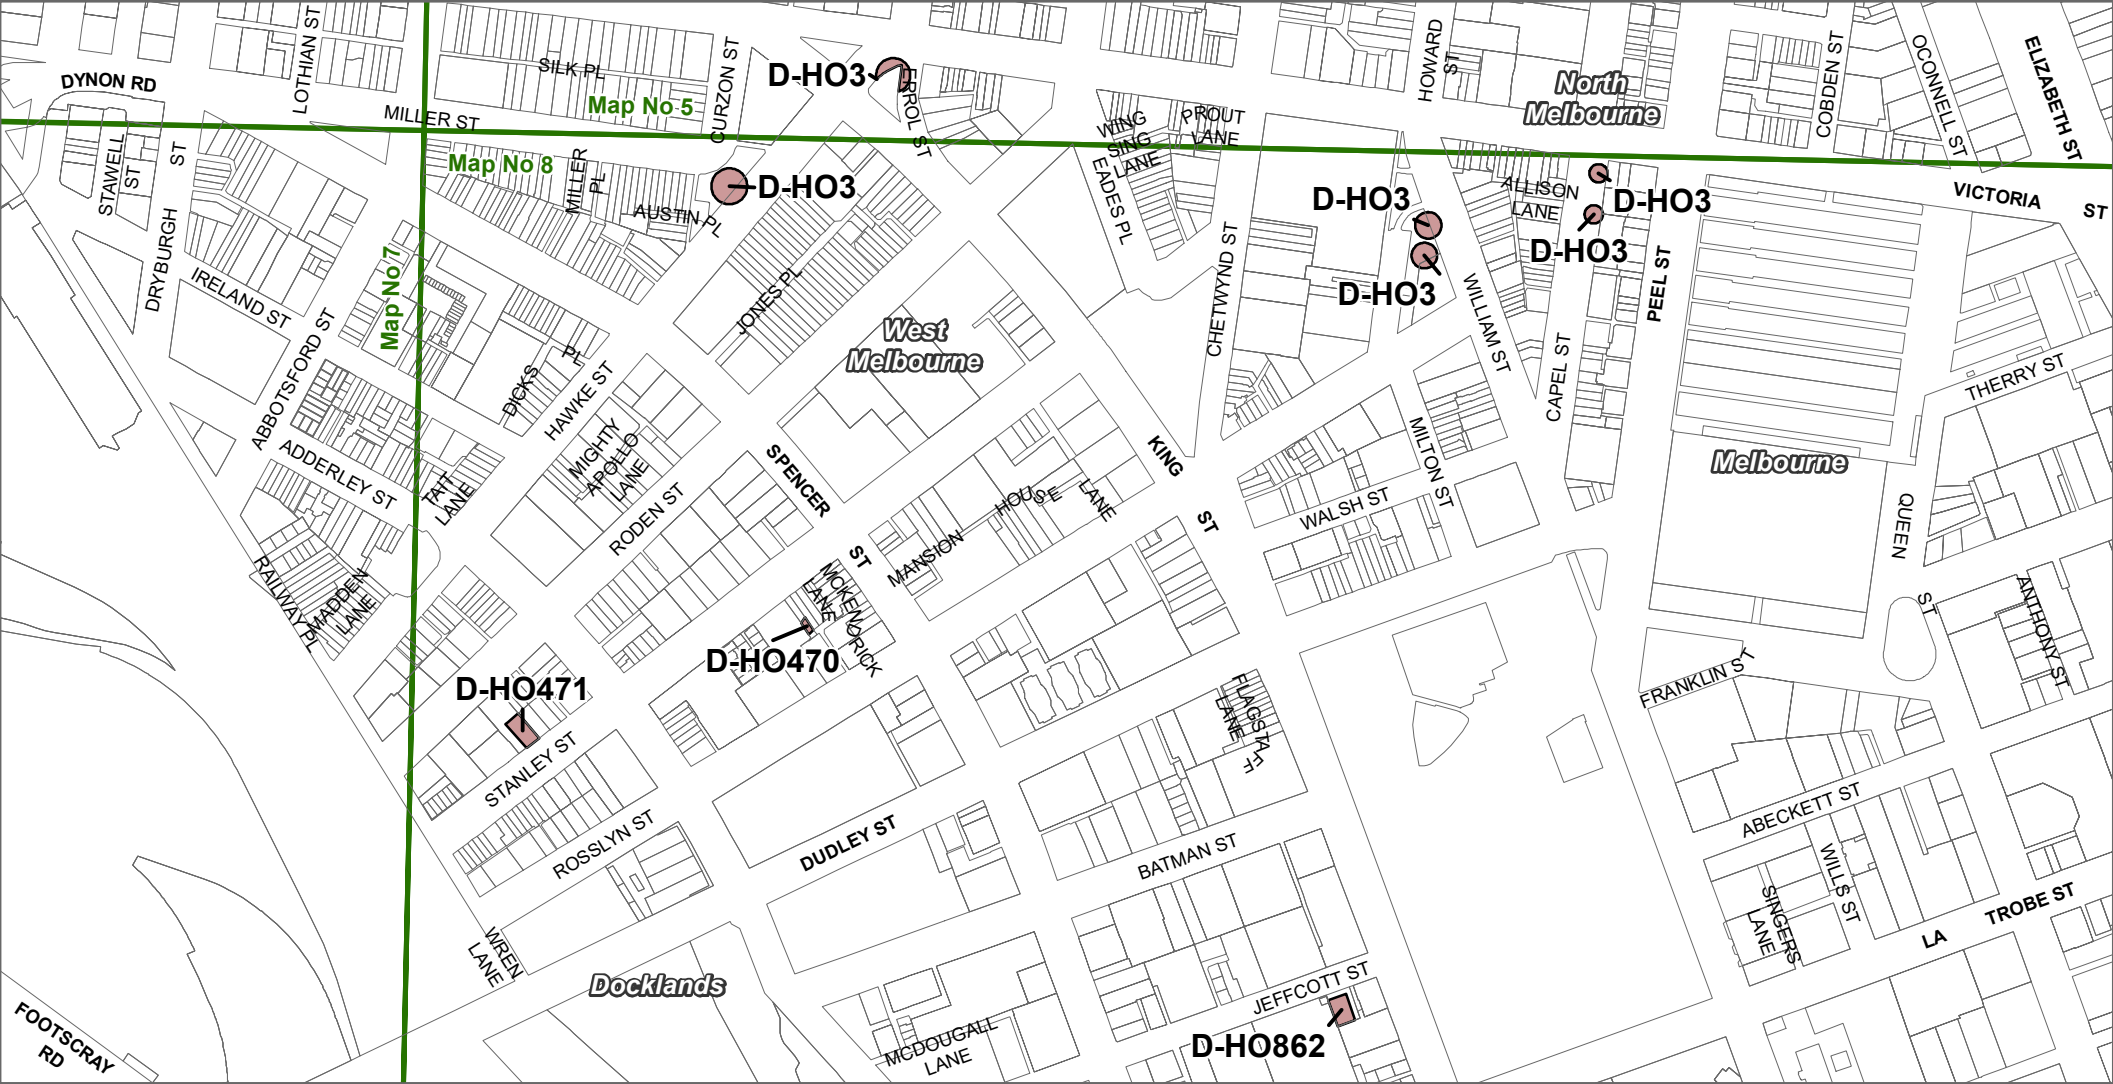 LOTHIAN ST
DYNON RD
SILK PL
Map No 5
MILLER ST
CURZON ST
D-HO3
ERROL ST
WING
SING
LANE
PROUT
LANE
EADES PL
HOWARD
ST
North
Melbourne
COBDEN ST
OCONNELL ST
ELIZABETH ST
STAWELL
ST
DRYBURGH
ST
Map No 8
MILLER
PL
AUSTIN PL
D-HO3
D-HO3
D-HO3
ALLISON
LANE
D-HO3
D-HO3
VICTORIA
ST
IRELAND ST
ABBOTSFORD ST
Map No 7
JONES PL
West
Melbourne
CHETWYND ST
WILLIAM ST
PEEL ST
CAPEL ST
THERRY ST
DICKS
PL
HAWKE ST
ADDERLEY ST
TAIT
LANE
MIGHTY
APOLLO
LANE
RODEN ST
SPENCER
ST
MANSION
HOUSE
LANE
KING
ST
MILTON ST
WALSH ST
Melbourne
QUEEN
ST
RAILWAY PL
MADDEN
LANE
MCKENDRICK
LANE
D-HO470
D-HO471
STANLEY ST
ROSSLYN ST
FLAGSTAFF
LANE
FRANKLIN ST
ANTHONY ST
DUDLEY ST
BATMAN ST
ABECKETT ST
WILLS ST
SINGERS
LANE
LA
TROBE ST
WREN
LANE
Docklands
JEFFCOTT ST
D-HO862
MCDOUGALL
LANE
FOOTSCRAY
RD